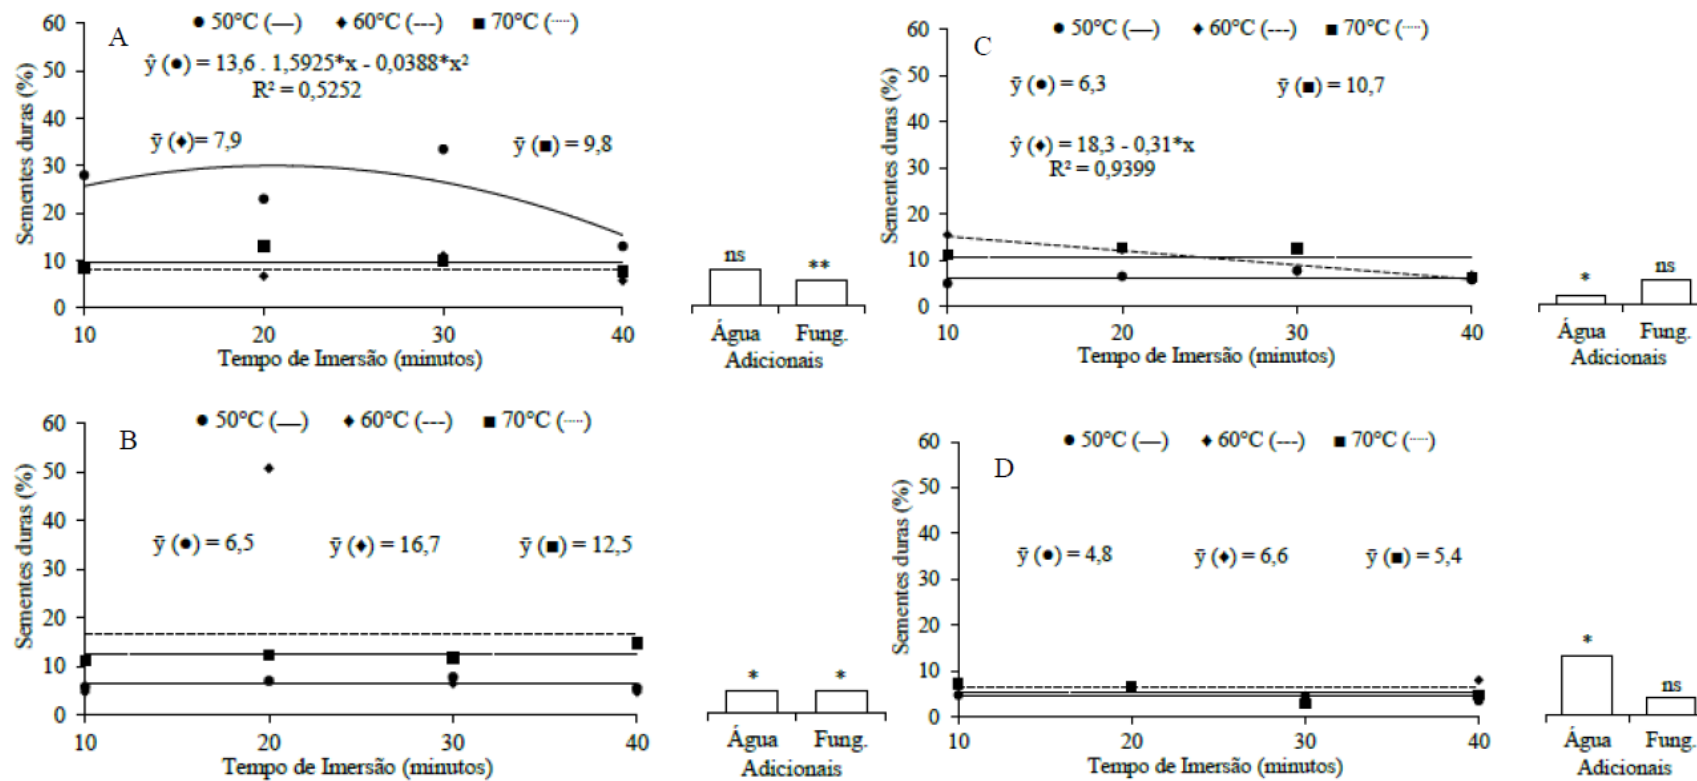 A
● 50°C (—) ♦ 60°C (---) ■ 70°C (·····)
ŷ (●) = 13,6 . 1,5925*x - 0,0388*x²
R² = 0,5252
ȳ (♦)= 7,9
ȳ (■) = 9,8
Sementes duras (%)
60
50
40
30
20
10
0
10 20 30 40
Tempo de Imersão (minutos)
ns
**
Água Fung.
Adicionais
C
● 50°C (—) ♦ 60°C (---) ■ 70°C (·····)
ȳ (●) = 6,3
ȳ (■) = 10,7
ŷ (♦) = 18,3 - 0,31*x
R² = 0,9399
Sementes duras (%)
60
50
40
30
20
10
0
10 20 30 40
Tempo de Imersão (minutos)
*
ns
Água Fung.
Adicionais
B
● 50°C (—) ♦ 60°C (---) ■ 70°C (·····)
ȳ (●) = 6,5 ȳ (♦) = 16,7 ȳ (■) = 12,5
Sementes duras (%)
60
50
40
30
20
10
0
10 20 30 40
Tempo de Imersão (minutos)
* *
Água Fung.
Adicionais
D
● 50°C (—) ♦ 60°C (---) ■ 70°C (·····)
ȳ (●) = 4,8 ȳ (♦) = 6,6 ȳ (■) = 5,4
Sementes duras (%)
60
50
40
30
20
10
0
10 20 30 40
Tempo de Imersão (minutos)
*
ns
Água Fung.
Adicionais